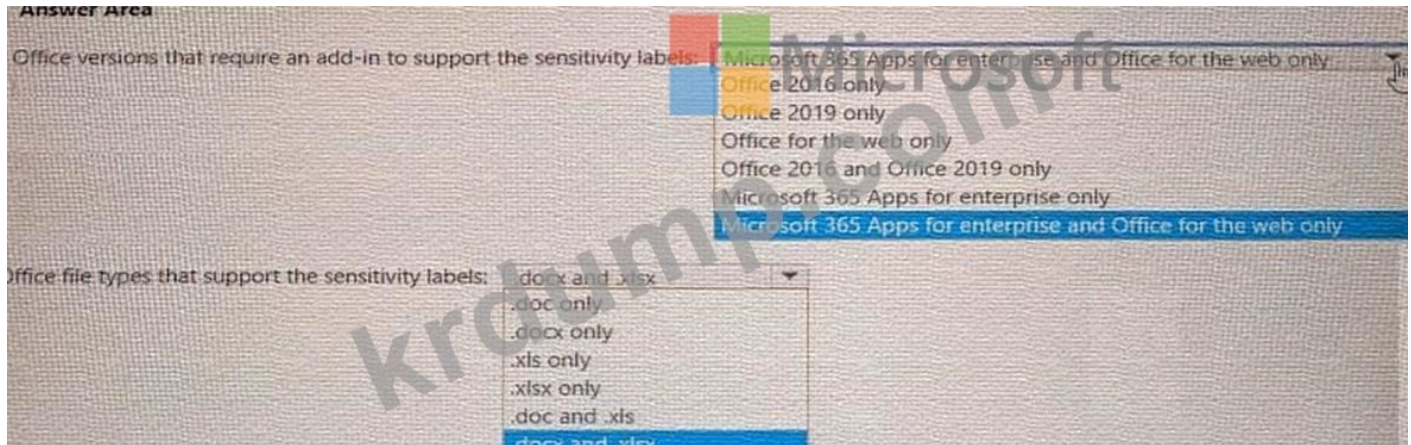 Answer Area
Microsoft
Office versions that require an add-in to support the sensitivity labels: Microsoft 365 Apps for enterprise and Office for the web only
Office 2016 only
Office 2019 only
Office for the web only
Office 2016 and Office 2019 only
Microsoft 365 Apps for enterprise only
Microsoft 365 Apps for enterprise and Office for the web only
Office file types that support the sensitivity labels: .docx and .xlsx
.doc only
.docx only
.xls only
.xlsx only
.doc and .xls
.docx and .xlsx
krdump.com